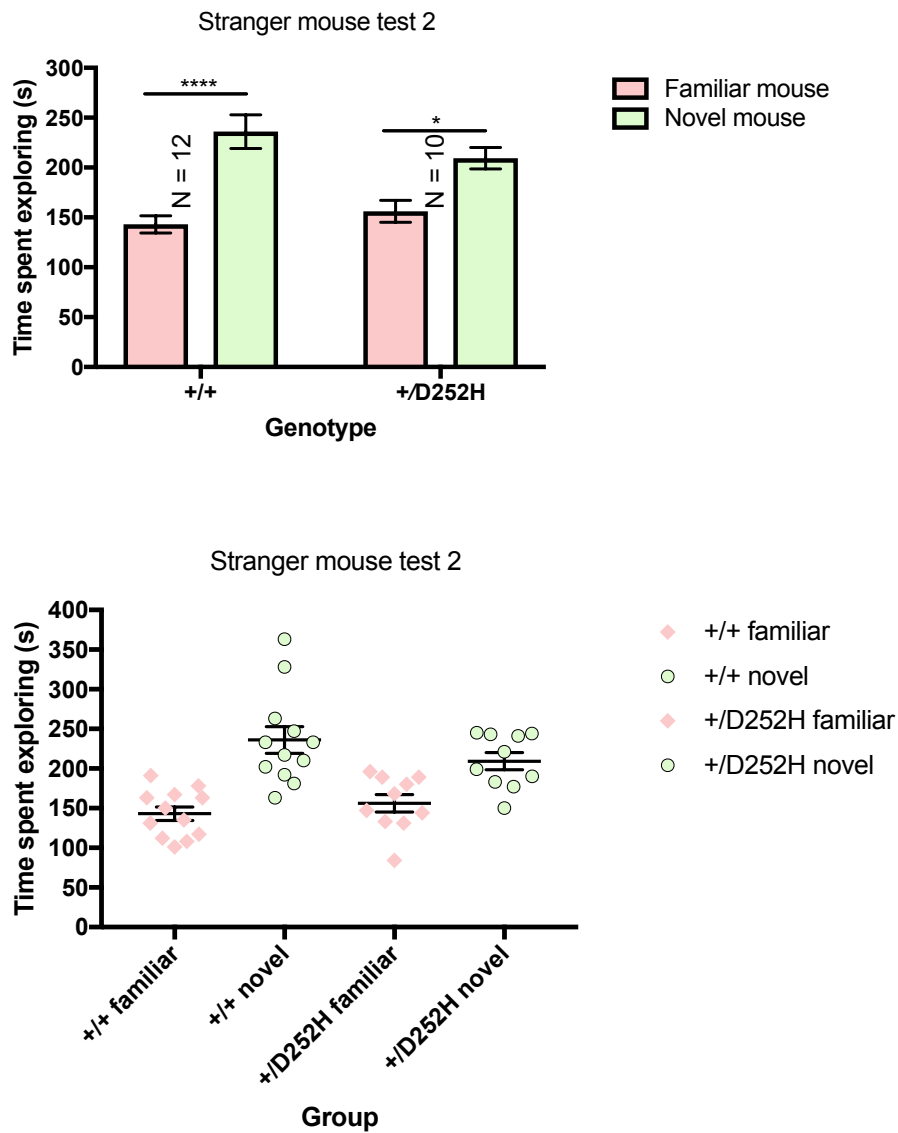 Stranger mouse test 2
Time spent exploring (s)
300
250
200
150
100
50
0
****
N = 12
*
N = 10
+/+
+/D252H
Genotype
Familiar mouse
Novel mouse
Stranger mouse test 2
Time spent exploring (s)
400
350
300
250
200
150
100
50
0
+/+ familiar
+/+ novel
+/D252H familiar
+/D252H novel
Group
+/+ familiar
+/+ novel
+/D252H familiar
+/D252H novel